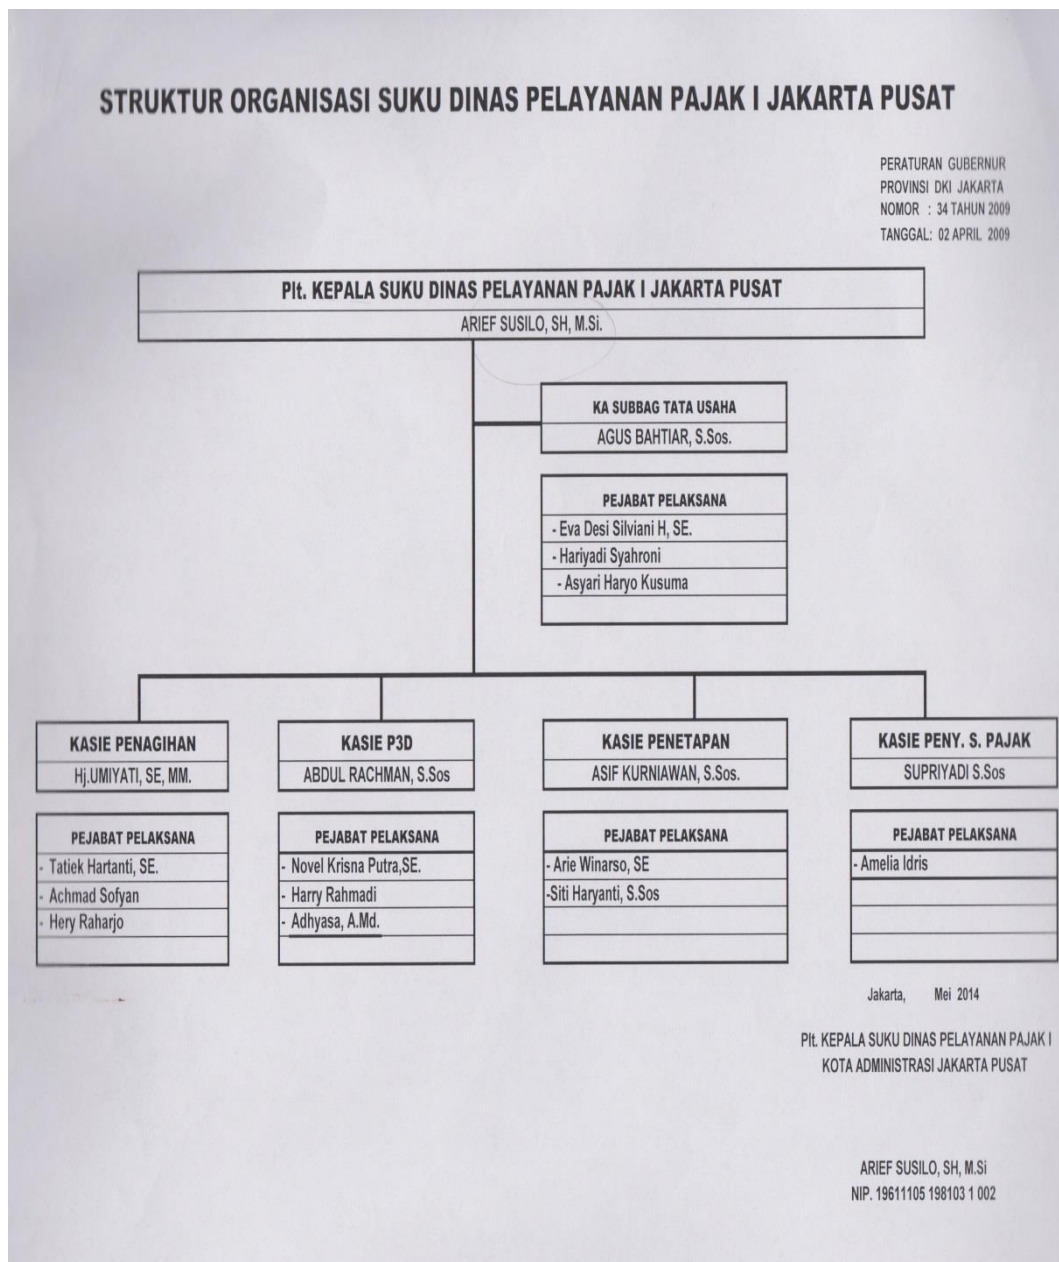 STRUKTUR ORGANISASI SUKU DINAS PELAYANAN PAJAK I JAKARTA PUSAT
PERATURAN GUBERNUR
PROVINSI DKI JAKARTA
NOMOR : 34 TAHUN 2009
TANGGAL: 02 APRIL 2009
Plt. KEPALA SUKU DINAS PELAYANAN PAJAK I JAKARTA PUSAT
ARIEF SUSILO, SH, M.Si.
KA SUBBAG TATA USAHA
AGUS BAHTIAR, S.Sos.
PEJABAT PELAKSANA
- Eva Desi Silviani H, SE.
- Hariyadi Syahroni
- Asyari Haryo Kusuma
KASIE PENAGIHAN
Hj.UMIYATI, SE, MM.
PEJABAT PELAKSANA
- Tatiek Hartanti, SE.
- Achmad Sofyan
- Hery Raharjo
KASIE P3D
ABDUL RACHMAN, S.Sos
PEJABAT PELAKSANA
- Novel Krisna Putra,SE.
- Harry Rahmadi
- Adhyasa, A.Md.
KASIE PENETAPAN
ASIF KURNIAWAN, S.Sos.
PEJABAT PELAKSANA
- Arie Winarso, SE
-Siti Haryanti, S.Sos
KASIE PENY. S. PAJAK
SUPRIYADI S.Sos
PEJABAT PELAKSANA
- Amelia Idris
Jakarta, Mei 2014
Plt. KEPALA SUKU DINAS PELAYANAN PAJAK I
KOTA ADMINISTRASI JAKARTA PUSAT
ARIEF SUSILO, SH, M.Si
NIP. 19611105 198103 1 002